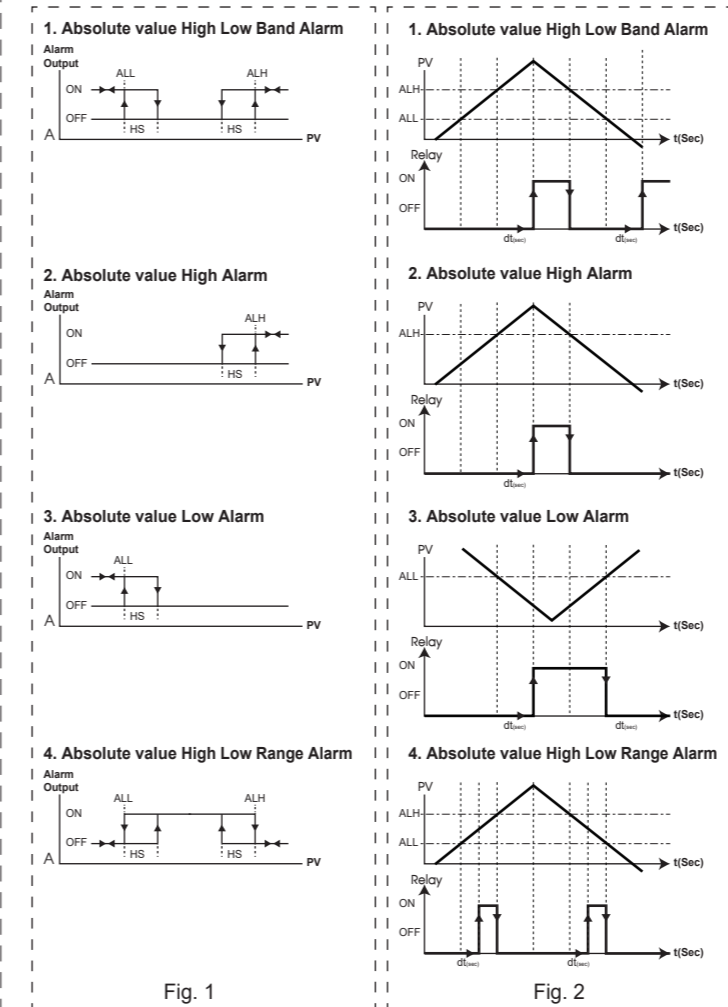 1. Absolute value High Low Band Alarm
Alarm
Output
ALL ALH
ON
OFF
HS HS
A PV
2. Absolute value High Alarm
Alarm
Output
ALH
ON
OFF
HS
A PV
3. Absolute value Low Alarm
Alarm
Output
ALL
ON
OFF
HS
A PV
4. Absolute value High Low Range Alarm
Alarm
Output
ALL ALH
ON
OFF
HS HS
A PV
Fig. 1
1. Absolute value High Low Band Alarm
PV
ALH
ALL
t(Sec)
Relay
ON
OFF
t(Sec)
dt(sec) dt(sec)
2. Absolute value High Alarm
PV
ALH
t(Sec)
Relay
ON
OFF
t(Sec)
dt(sec)
3. Absolute value Low Alarm
PV
ALL
t(Sec)
Relay
ON
OFF
t(Sec)
dt(sec) dt(sec)
4. Absolute value High Low Range Alarm
PV
ALH
ALL
t(Sec)
Relay
ON
OFF
t(Sec)
dt(sec) dt(sec)
Fig. 2